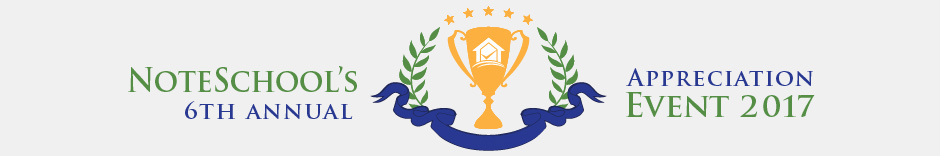 NOTESCHOOL'S
6TH ANNUAL
APPRECIATION
EVENT 2017